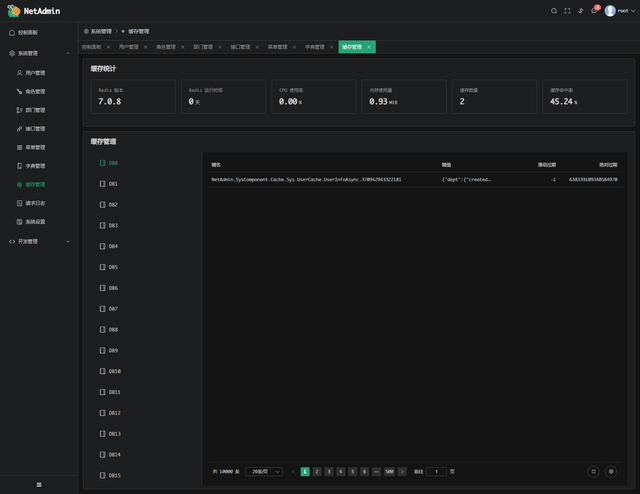 NetAdmin
3
root
控制面板
系统管理
用户管理
角色管理
部门管理
接口管理
菜单管理
字典管理
缓存管理
请求日志
系统设置
开发管理
系统管理 > 缓存管理
控制面板 × 用户管理 × 角色管理 × 部门管理 × 接口管理 × 菜单管理 × 字典管理 × 缓存管理 ×
缓存统计
Redis 版本
7.0.8
Redis 运行时间
0 天
CPU 使用率
0.00 %
内存使用量
0.93 MiB
缓存数量
2
缓存命中率
45.24 %
缓存管理
DB0
DB1
DB2
DB3
DB4
DB5
DB6
DB7
DB8
DB9
DB10
DB11
DB12
DB13
DB14
DB15
键名 键值 滑动过期 绝对过期
NetAdmin.SysComponent.Cache.Sys.UserCache.UserInfoAsync.370942943322181 {"dept":{"created… -1 638339109340584970
共 10000 条 20条/页 < 1 2 3 4 5 6 ··· 500 > 前往 1 页